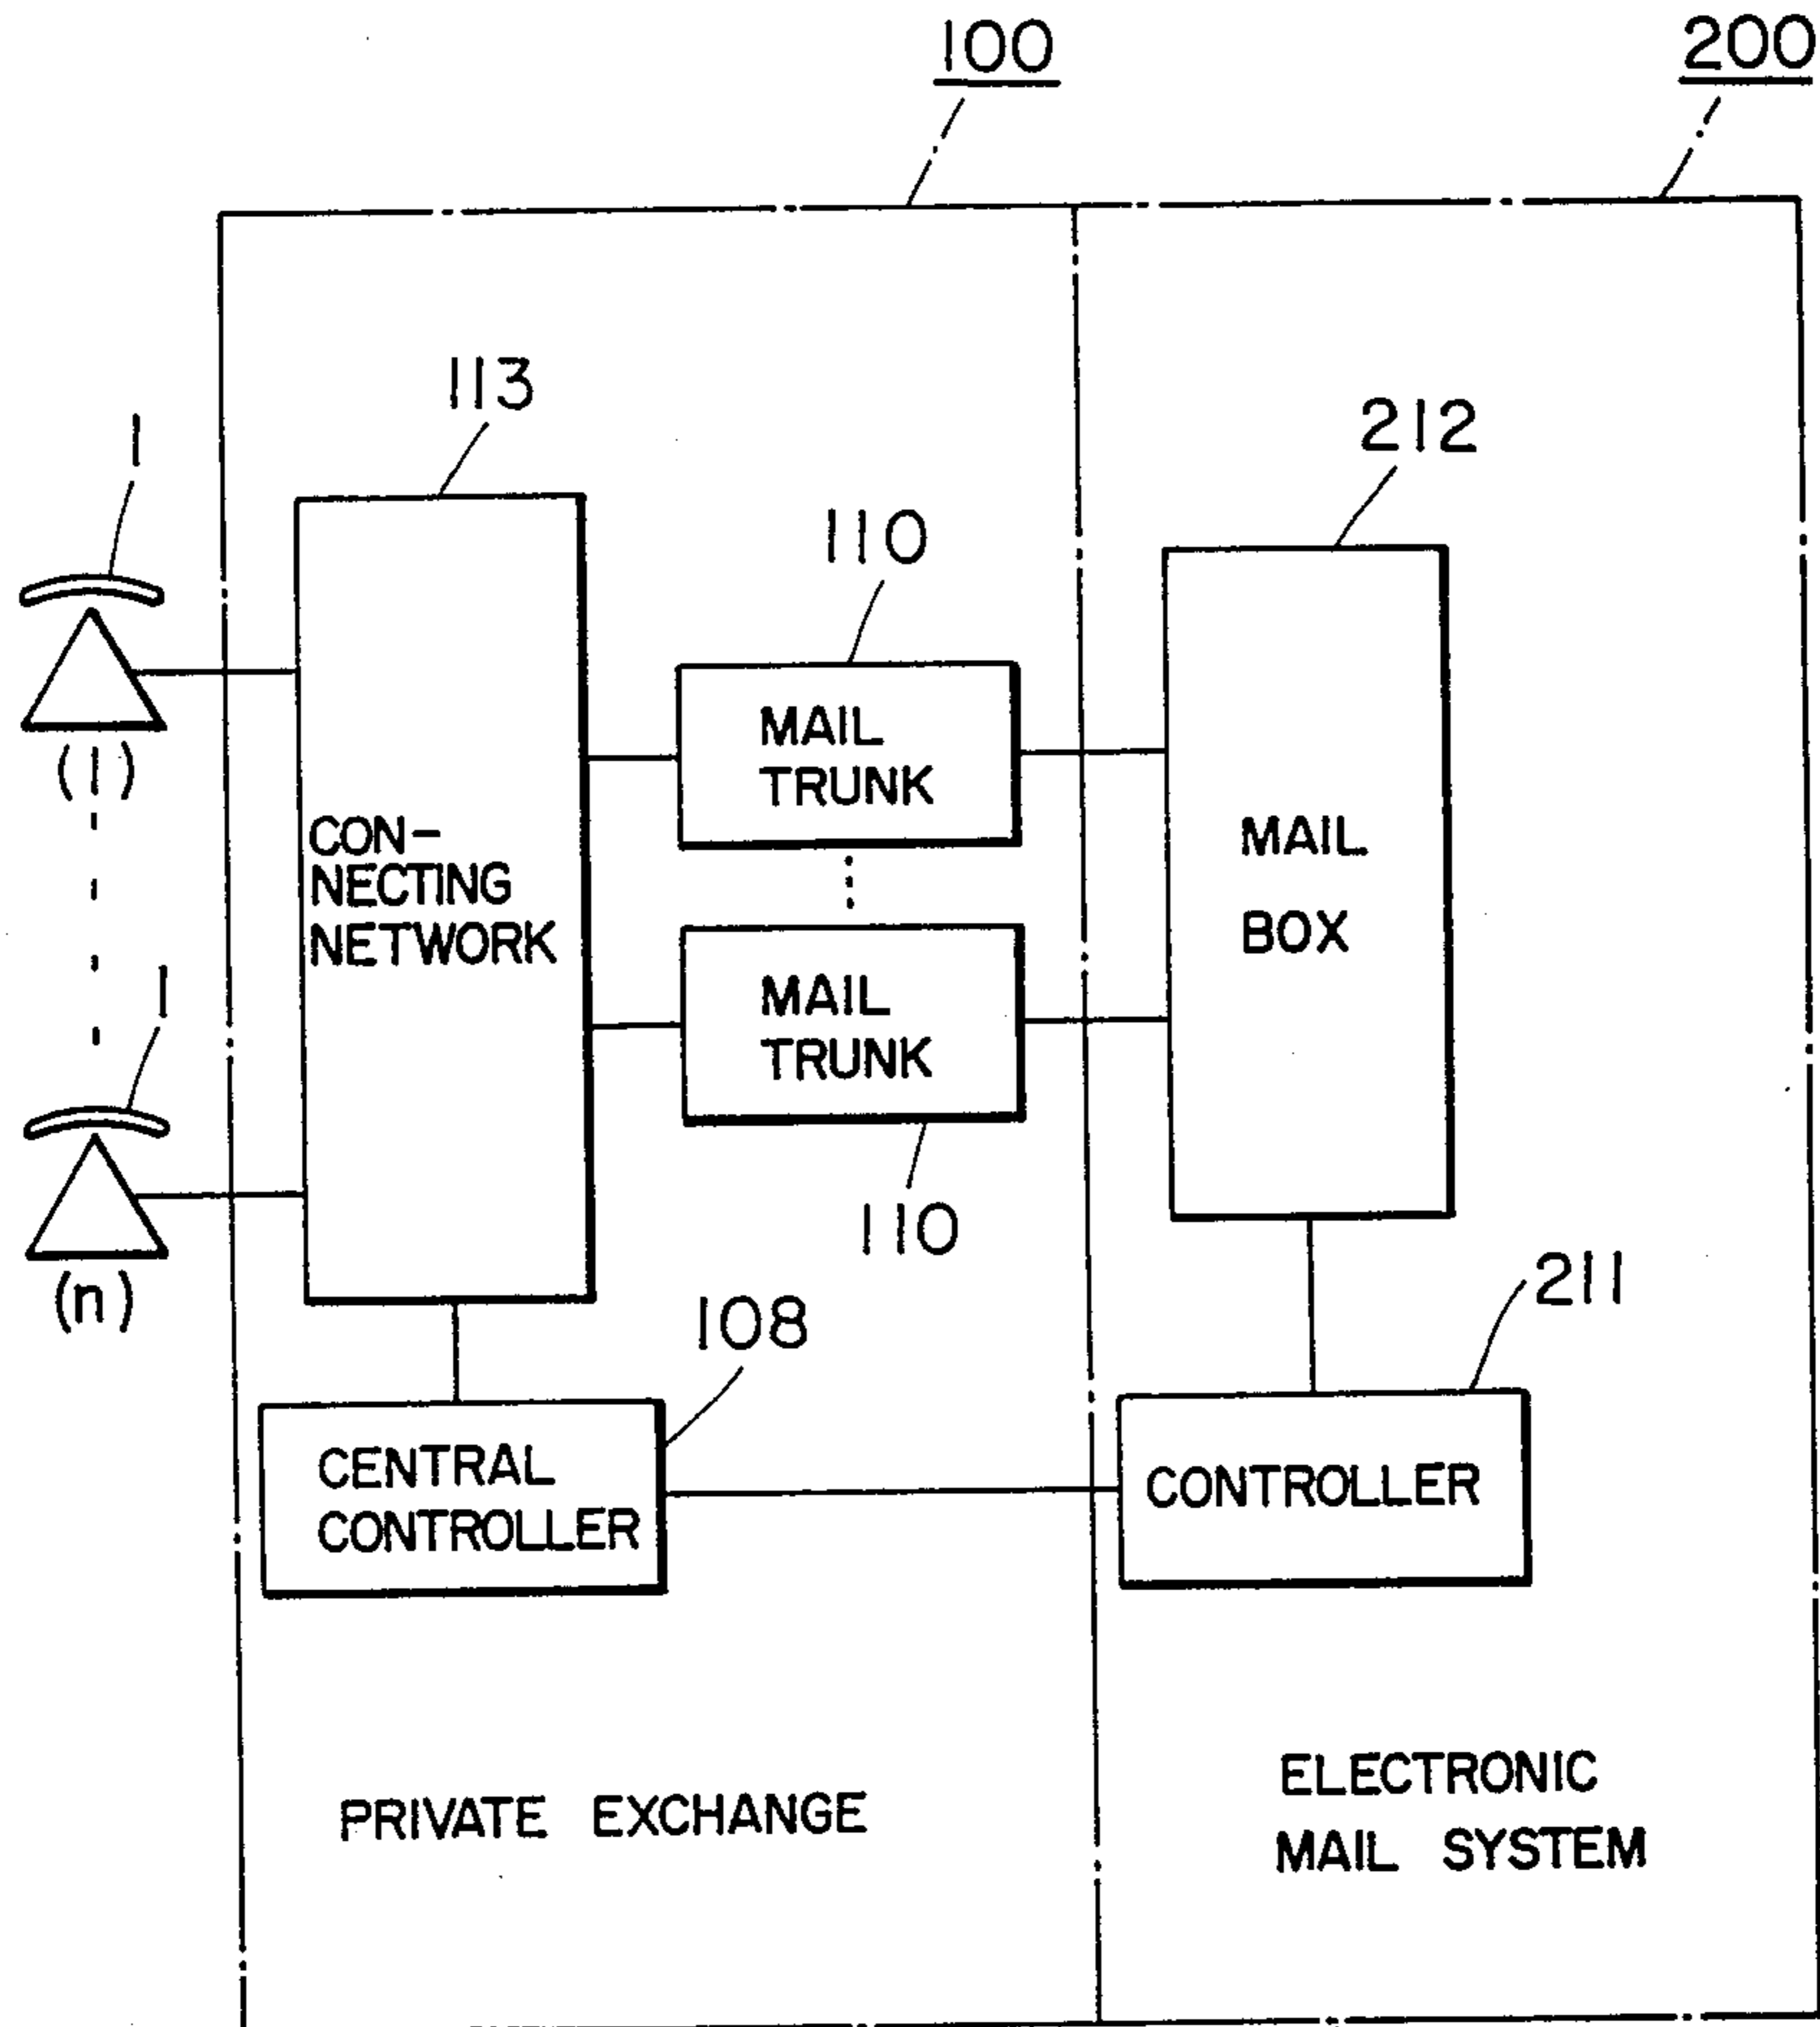 100
200
113
1
212
110
MAIL
TRUNK
(1)
CON-
NECTING
NETWORK
MAIL
BOX
1
MAIL
TRUNK
110
(n)
211
108
CENTRAL
CONTROLLER
CONTROLLER
PRIVATE EXCHANGE
ELECTRONIC
MAIL SYSTEM